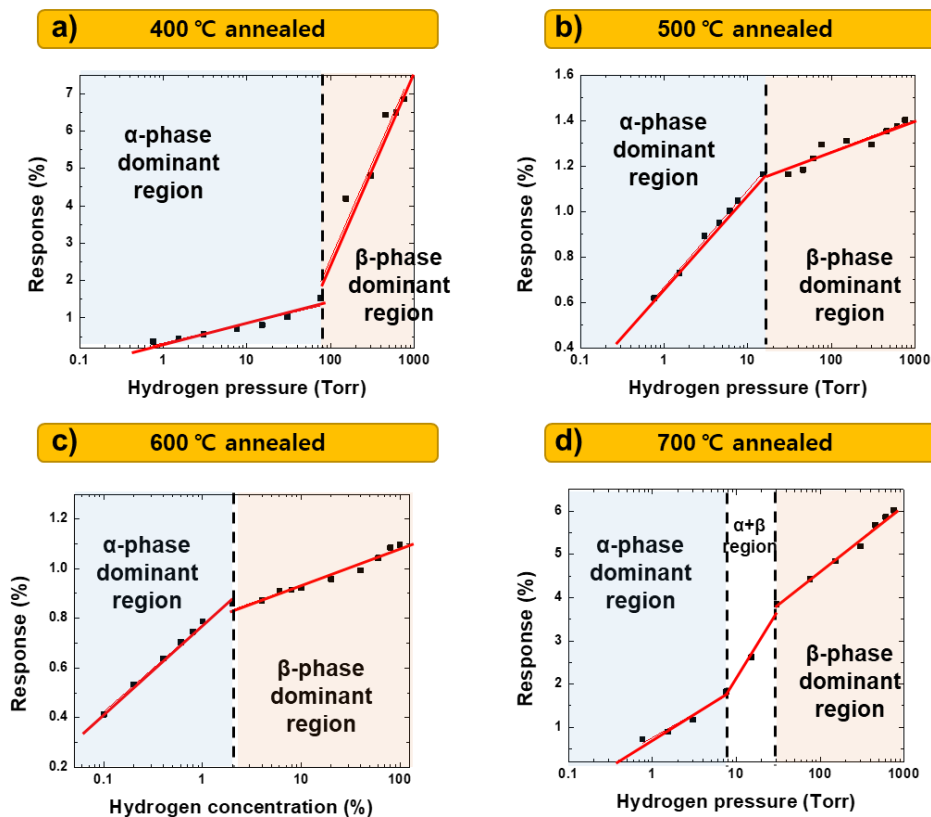 a) 400 ℃ annealed
α-phase
dominant
region
β-phase
dominant
region
Response (%)
7
6
5
4
3
2
1
0.1 1 10 100 1000
Hydrogen pressure (Torr)
b) 500 ℃ annealed
α-phase
dominant
region
β-phase
dominant
region
Response (%)
1.6
1.4
1.2
1.0
0.8
0.6
0.4
0.1 1 10 100 1000
Hydrogen pressure (Torr)
c) 600 ℃ annealed
α-phase
dominant
region
β-phase
dominant
region
Response (%)
1.2
1.0
0.8
0.6
0.4
0.2
0.1 1 10 100
Hydrogen concentration (%)
d) 700 ℃ annealed
α-phase
dominant
region
α+β
region
β-phase
dominant
region
Response (%)
6
5
4
3
2
1
0.1 1 10 100 1000
Hydrogen pressure (Torr)